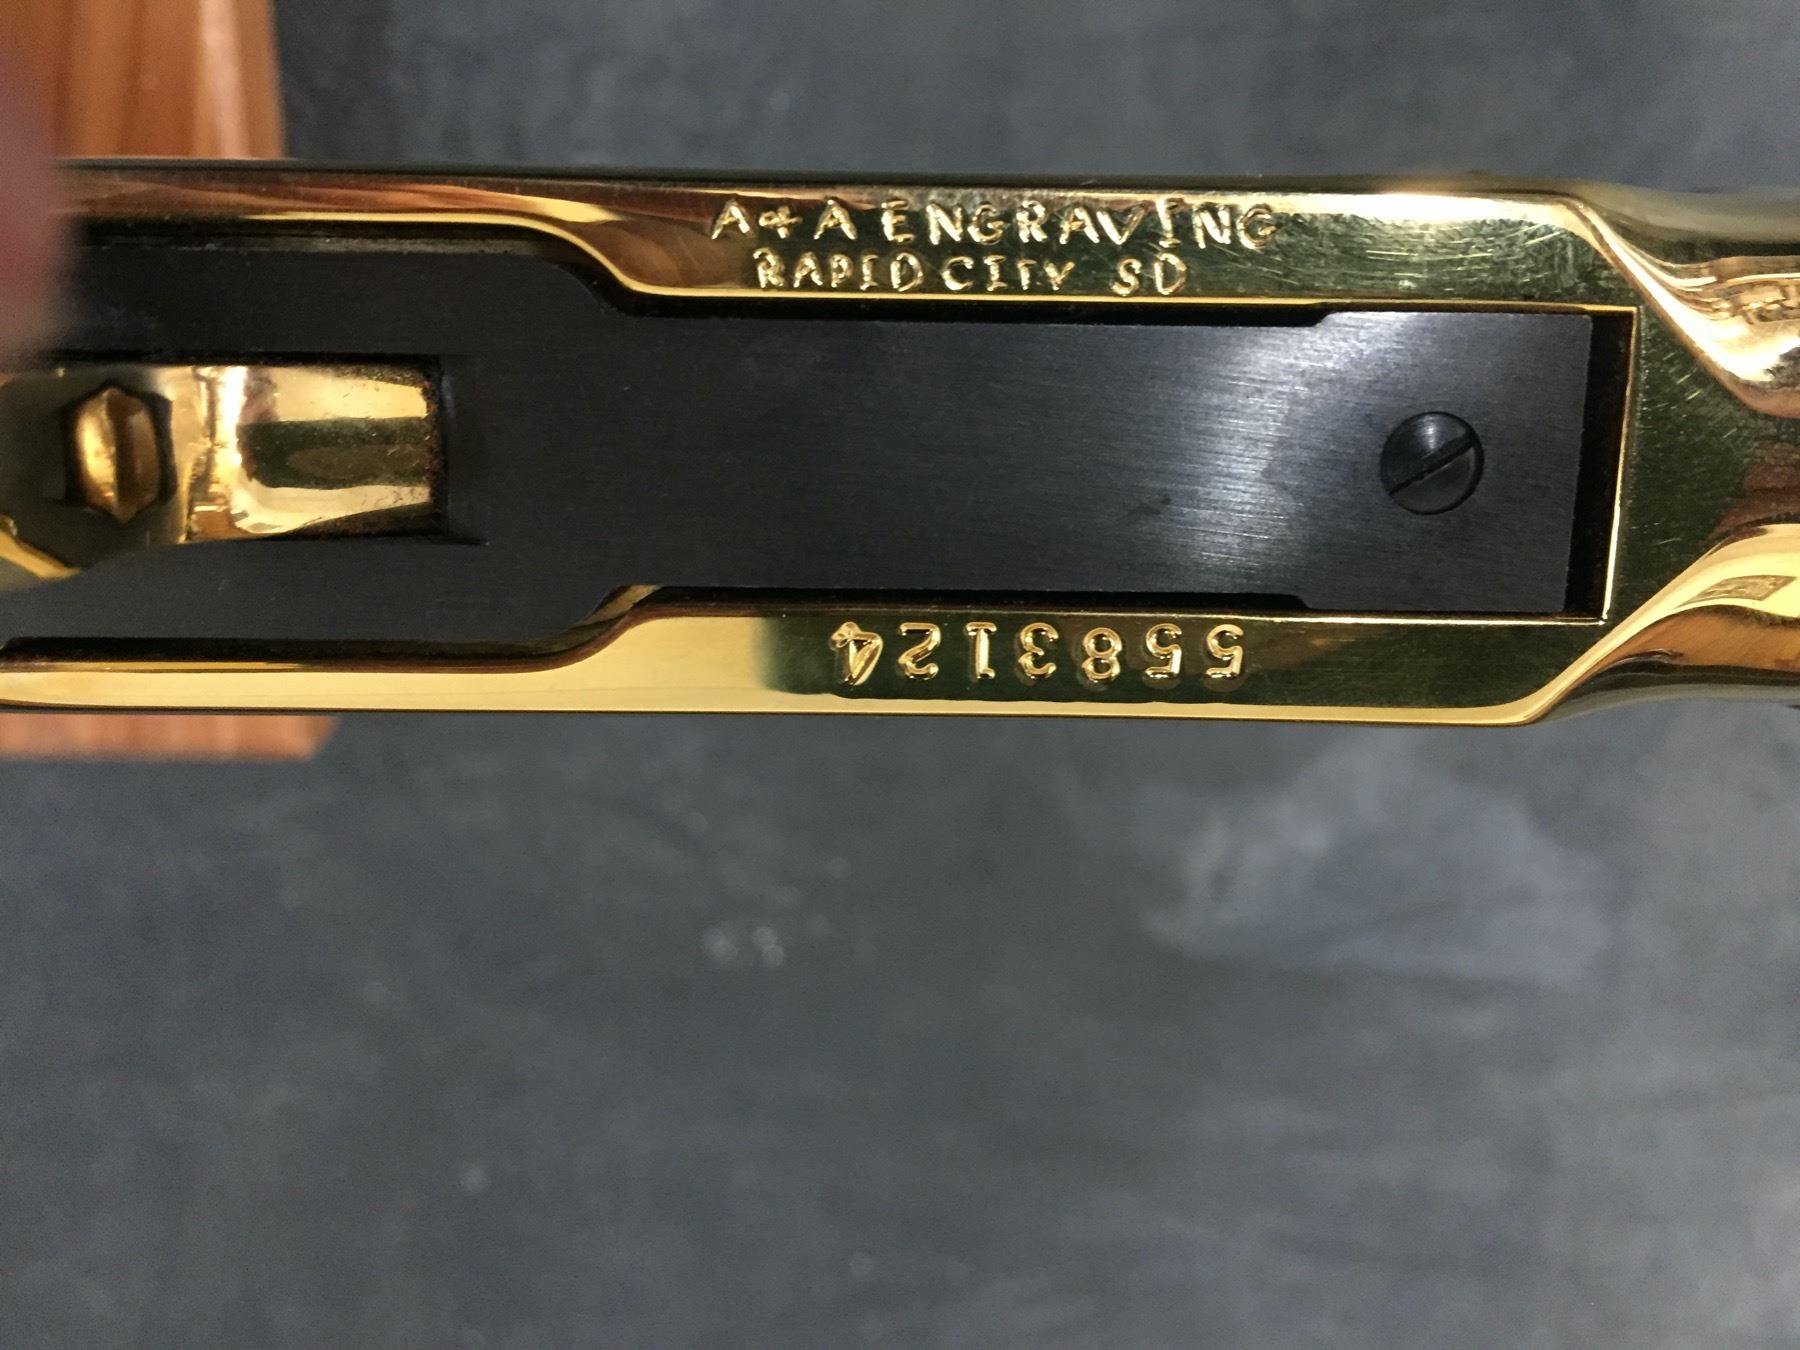 A & A ENGRAVING
RAPID CITY SD
5583124